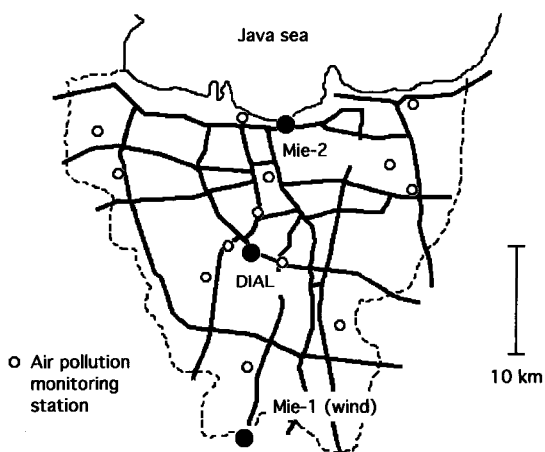 Java sea
Mie-2
DIAL
10 km
Air pollution
monitoring
station
Mie-1 (wind)